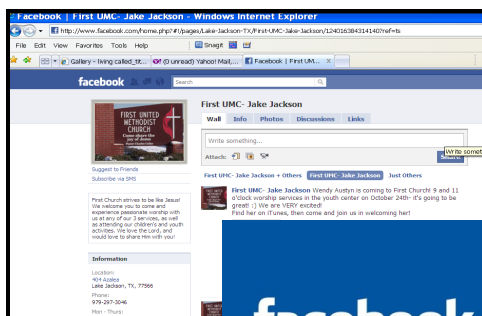 Facebook | First UMC- Jake Jackson - Windows Internet Explorer
http://www.facebook.com/home.php?#!/pages/Lake-Jackson-TX/First-UMC-Jake-Jackson/124016384314140?ref=ts
File Edit View Favorites Tools Help Snagit
Gallery - living called_tit... (0 unread) Yahoo! Mail,... Facebook | First UM... X
facebook Search
First UMC- Jake Jackson
Wall Info Photos Discussions Links
Write something...
Write somet
Attach: Share
FIRST UNITED
METHODIST
CHURCH
Come share the
joy of Jesus
Suggest to Friends
Subscribe via SMS
First UMC- Jake Jackson + Others First UMC- Jake Jackson Just Others
First UMC- Jake Jackson Wendy Austyn is coming to First Church! 9 and 11
o'clock worship services in the youth center on October 24th- it's going to be
great! :) We are VERY excited!
Find her on iTunes, then come and join us in welcoming her!
First Church strives to be like Jesus!
We welcome you to come and
experience passionate worship with
us at any of our 3 services, as well
as attending our children's and youth
activities. We love the Lord, and
would love to share Him with you!
Information
Location:
404 Azalea
Lake Jackson, TX, 77566
Phone:
979-297-3046
Mon - Thurs:
facebook